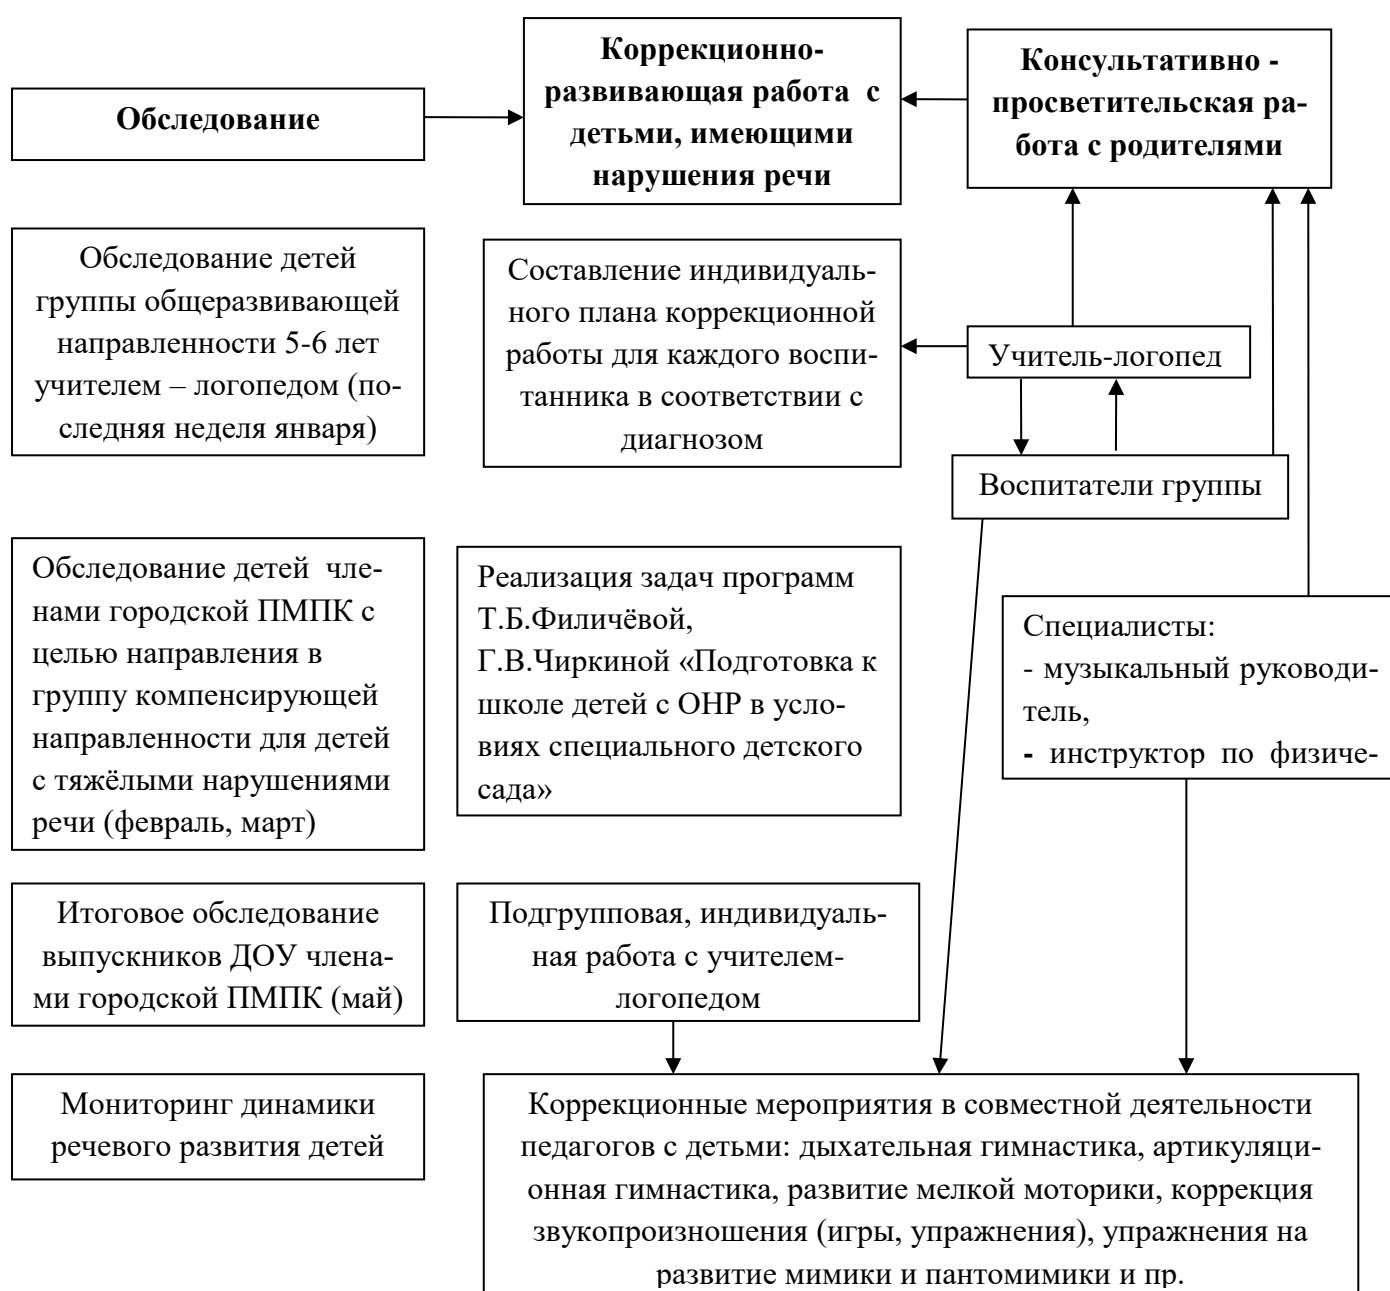 Обследование
Коррекционно-
развивающая работа с
детьми, имеющими
нарушения речи
Консультативно -
просветительская ра-
бота с родителями
Обследование детей
группы общеразвивающей
направленности 5-6 лет
учителем – логопедом (по-
следняя неделя января)
Составление индивидуаль-
ного плана коррекционной
работы для каждого воспи-
танника в соответствии с
диагнозом
Учитель-логопед
Воспитатели группы
Обследование детей чле-
нами городской ПМПК с
целью направления в
группу компенсирующей
направленности для детей
с тяжёлыми нарушениями
речи (февраль, март)
Реализация задач программ
Т.Б.Филичёвой,
Г.В.Чиркиной «Подготовка к
школе детей с ОНР в усло-
виях специального детского
сада»
Специалисты:
- музыкальный руководи-
тель,
- инструктор по физиче-
Итоговое обследование
выпускников ДОУ члена-
ми городской ПМПК (май)
Подгрупповая, индивидуаль-
ная работа с учителем-
логопедом
Мониторинг динамики
речевого развития детей
Коррекционные мероприятия в совместной деятельности
педагогов с детьми: дыхательная гимнастика, артикуляци-
онная гимнастика, развитие мелкой моторики, коррекция
звукопроизношения (игры, упражнения), упражнения на
развитие мимики и пантомимики и пр.